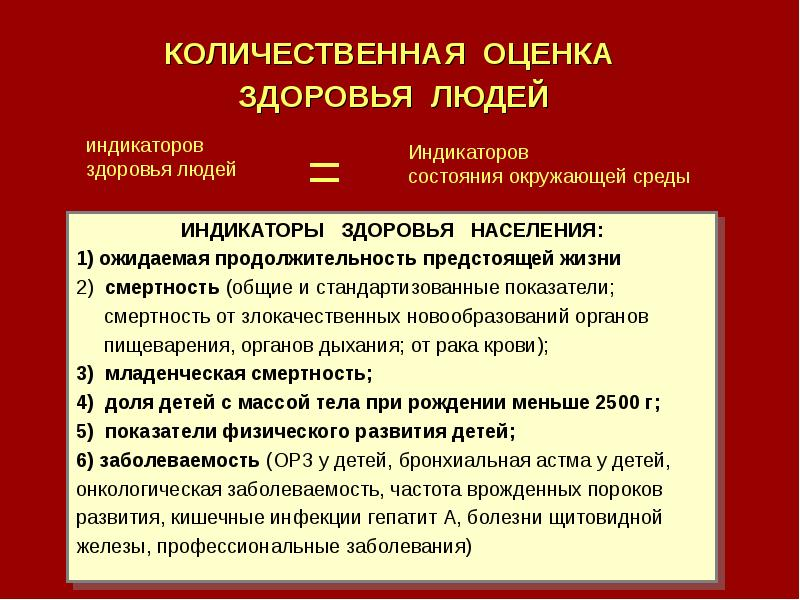 КОЛИЧЕСТВЕННАЯ ОЦЕНКА
ЗДОРОВЬЯ ЛЮДЕЙ
индикаторов
здоровья людей
=
Индикаторов
состояния окружающей среды
ИНДИКАТОРЫ ЗДОРОВЬЯ НАСЕЛЕНИЯ:
1) ожидаемая продолжительность предстоящей жизни
2) смертность (общие и стандартизованные показатели;
смертность от злокачественных новообразований органов
пищеварения, органов дыхания; от рака крови);
3) младенческая смертность;
4) доля детей с массой тела при рождении меньше 2500 г;
5) показатели физического развития детей;
6) заболеваемость (ОРЗ у детей, бронхиальная астма у детей,
онкологическая заболеваемость, частота врожденных пороков
развития, кишечные инфекции гепатит А, болезни щитовидной
железы, профессиональные заболевания)